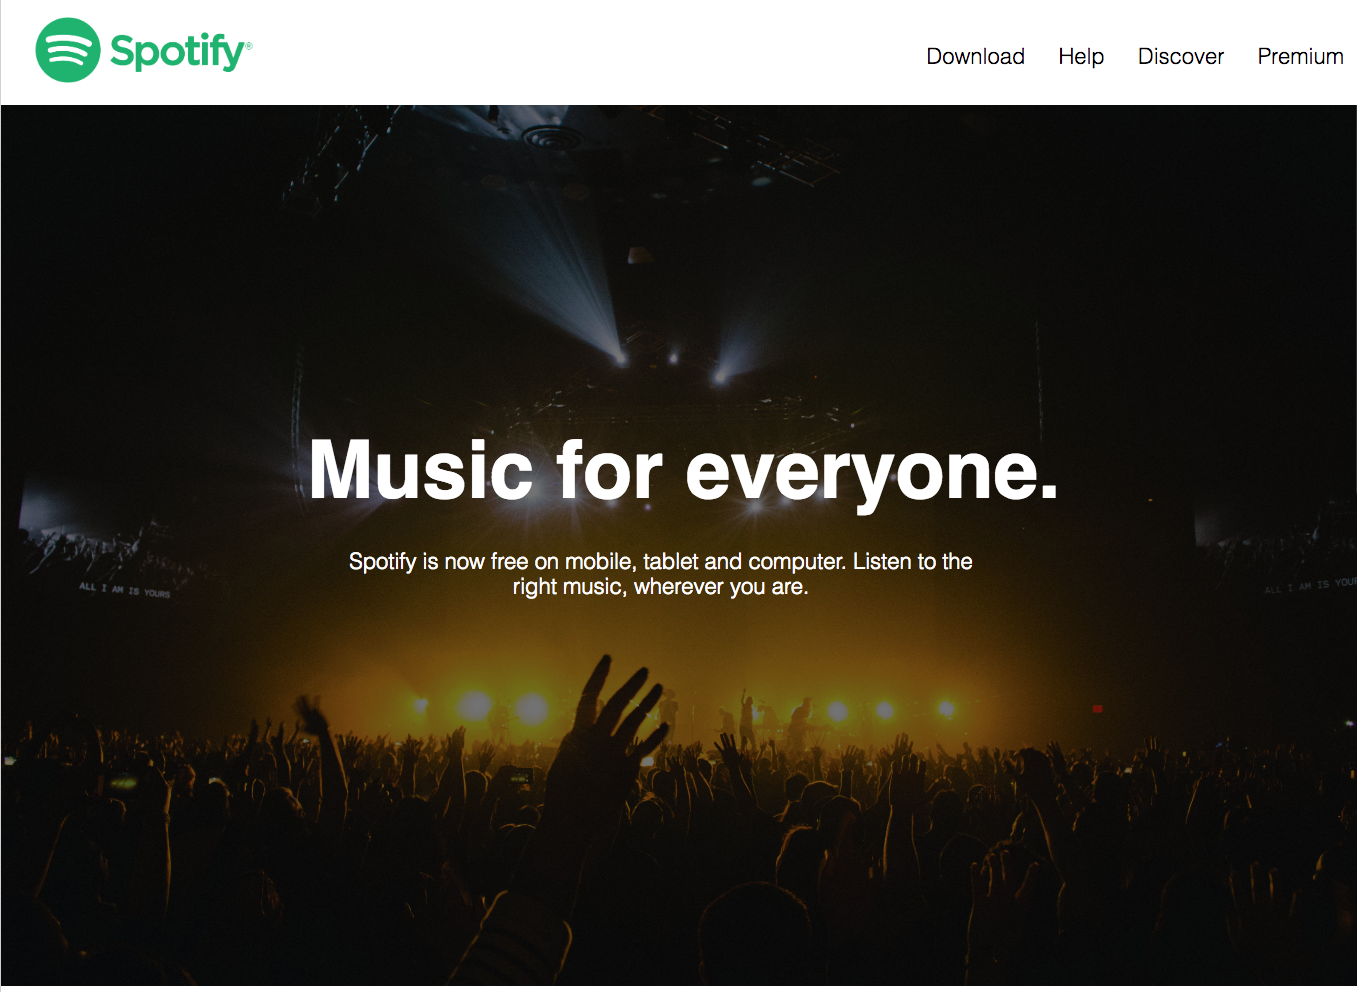 Spotify®
Download Help Discover Premium
Music for everyone.
Spotify is now free on mobile, tablet and computer. Listen to the
right music, wherever you are.
ALL I AM IS YOURS
ALL I AM IS YOUR